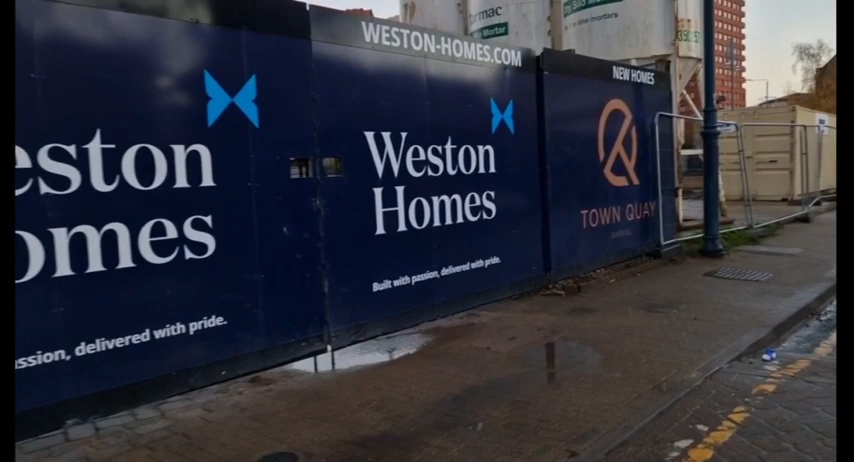 WESTON-HOMES.COM
NEW HOMES
eston
omes
ssion, delivered with pride.
Weston
Homes
Built with passion, delivered with pride.
TOWN QUAY
Mortar